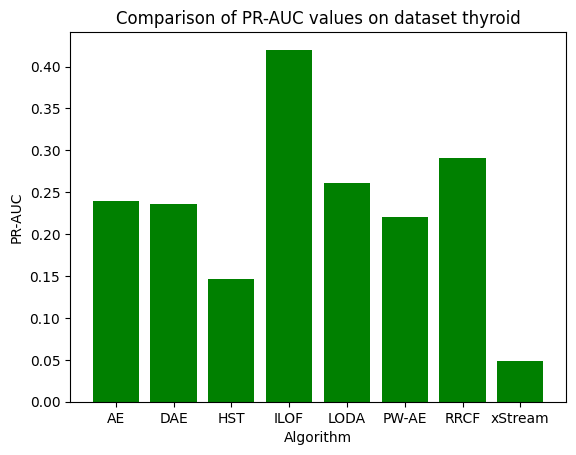 Comparison of PR-AUC values on dataset thyroid
0.40
0.35
0.30
0.25
0.20
0.15
0.10
0.05
0.00
PR-AUC
AE DAE HST ILOF LODA PW-AE RRCF xStream
Algorithm